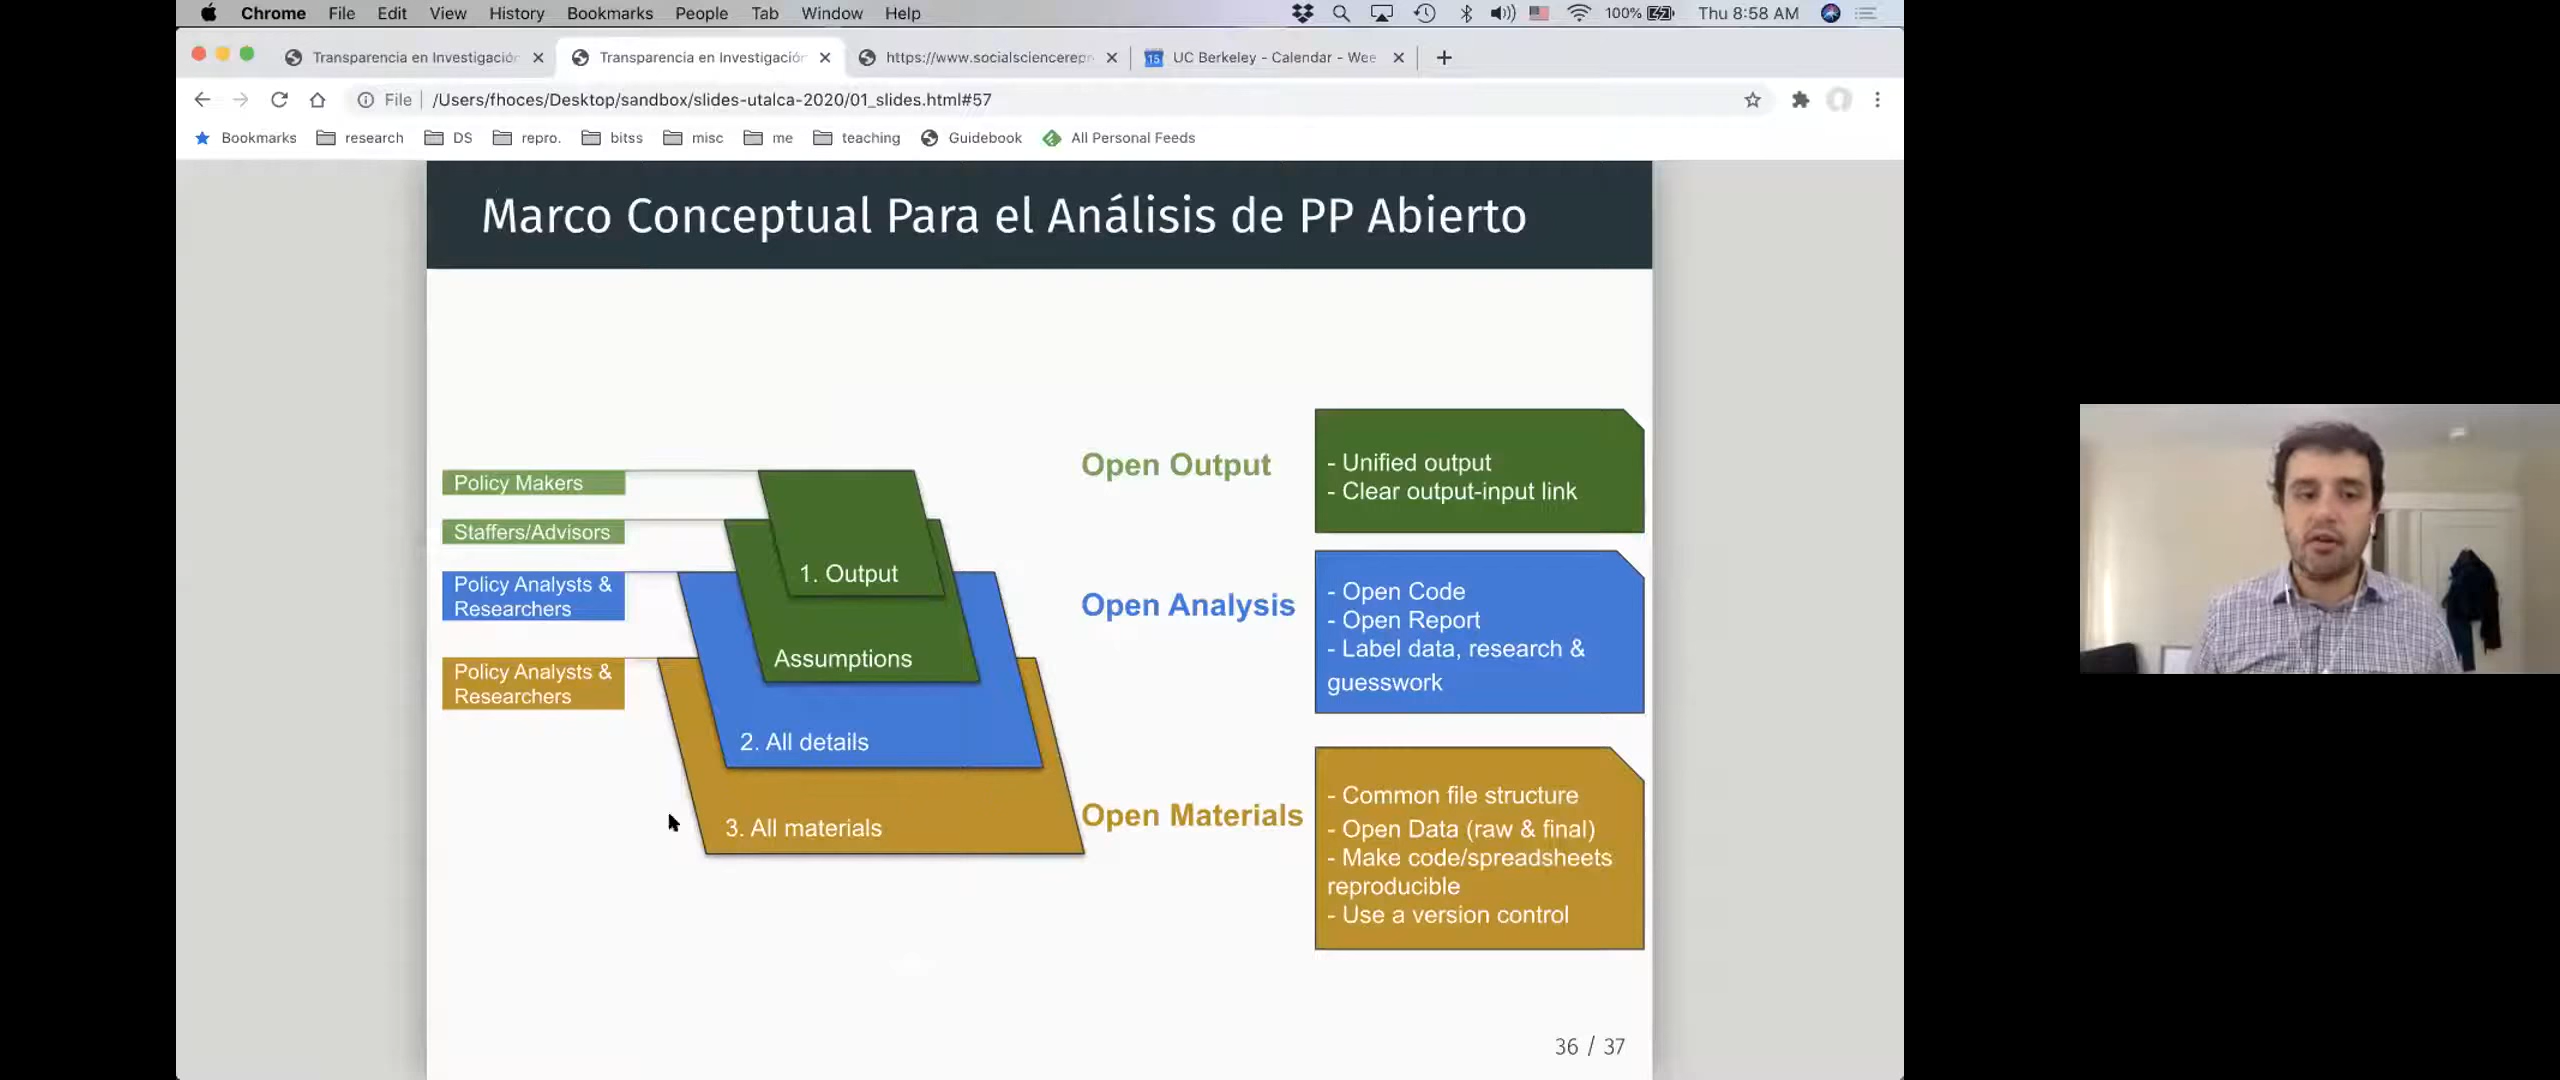 Chrome File Edit View History Bookmarks People Tab Window Help 100% Thu 8:58 AM
Transparencia en Investigación Transparencia en Investigación https://www.socialsciencerepr 15 UC Berkeley - Calendar - Wee
File /Users/fhoces/Desktop/sandbox/slides-utalca-2020/01_slides.html#57
Bookmarks research DS repro. bitss misc me teaching Guidebook All Personal Feeds
Marco Conceptual Para el Análisis de PP Abierto
Policy Makers
Staffers/Advisors
Policy Analysts &
Researchers
Policy Analysts &
Researchers
1. Output
Assumptions
2. All details
3. All materials
Open Output
- Unified output
- Clear output-input link
Open Analysis
- Open Code
- Open Report
- Label data, research &
guesswork
Open Materials
- Common file structure
- Open Data (raw & final)
- Make code/spreadsheets
reproducible
- Use a version control
36 / 37